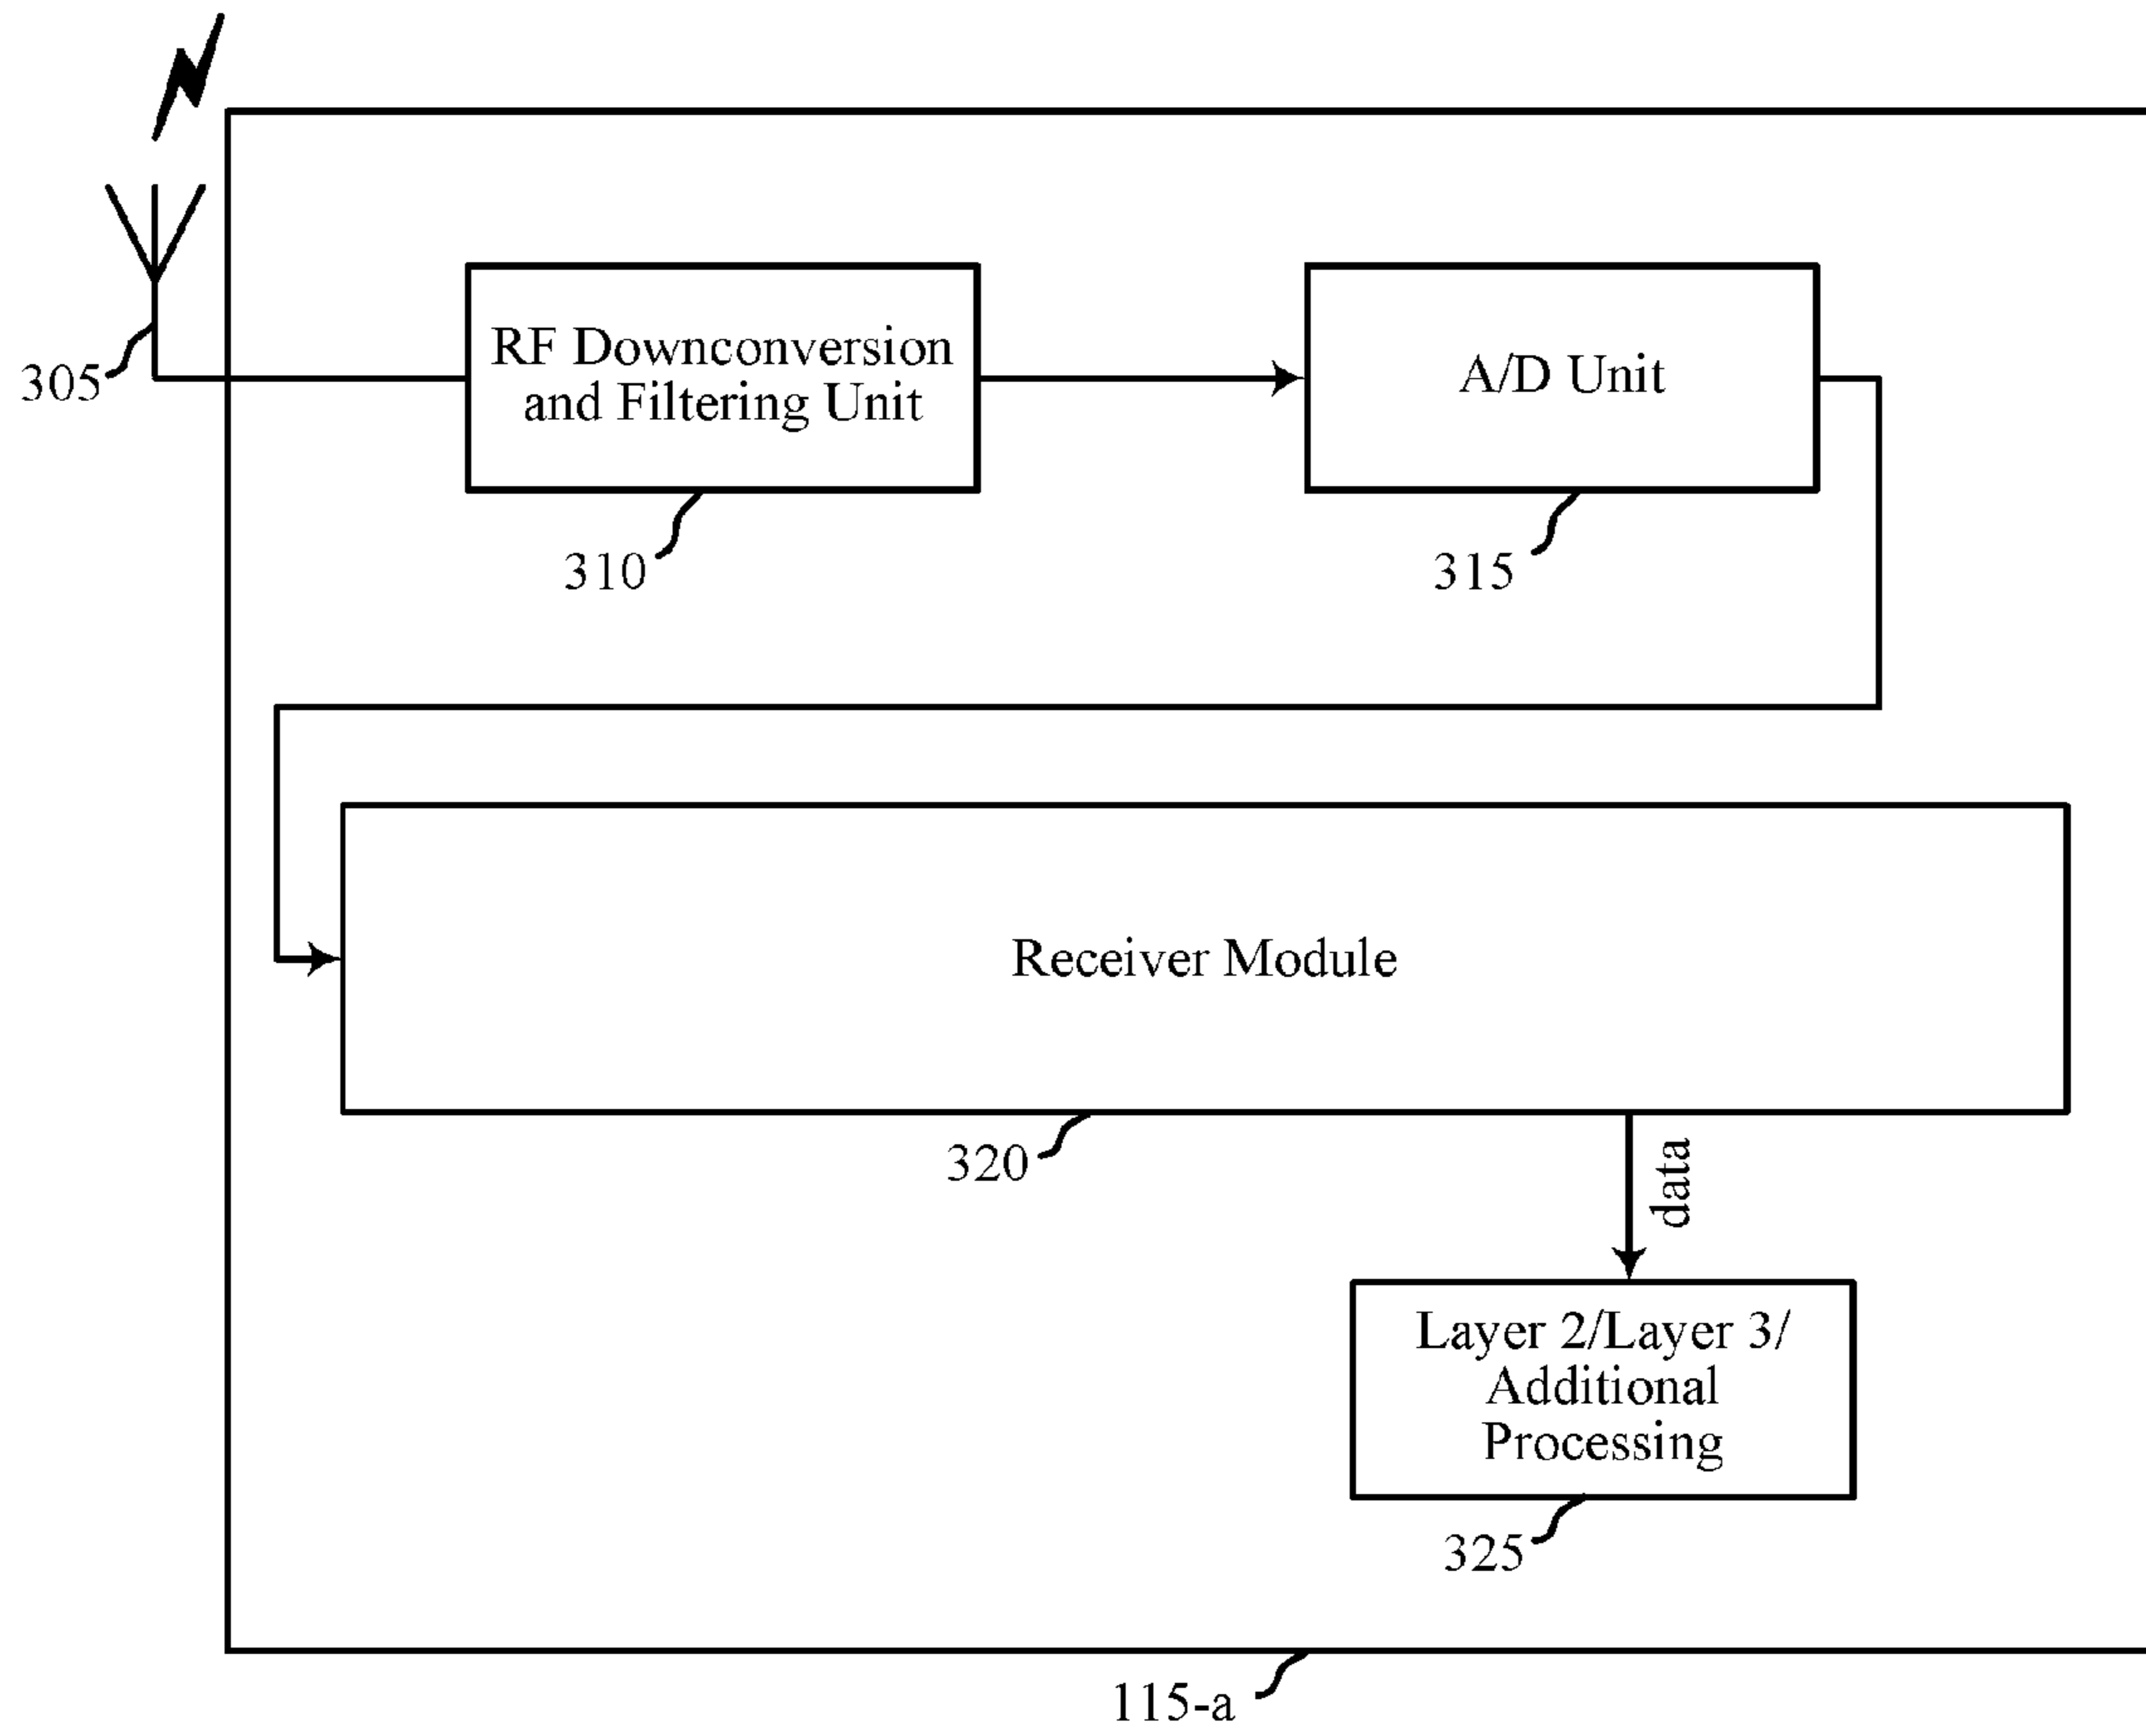 RF Downconversion
and Filtering Unit
A/D Unit
305
310
315
Receiver Module
320
data
Layer 2/Layer 3/
Additional
Processing
325
115-a